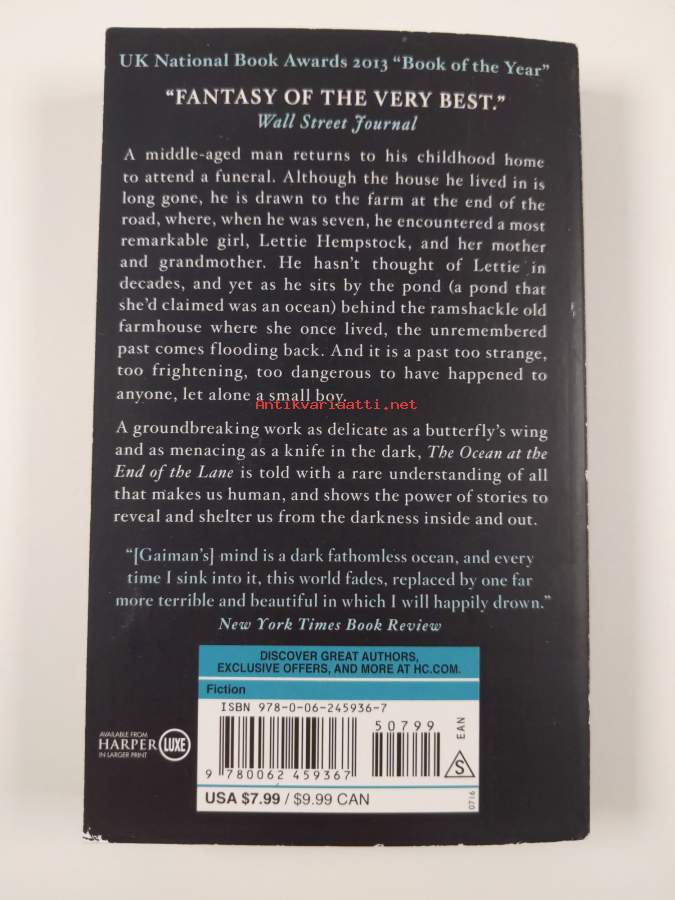 UK National Book Awards 2013 “Book of the Year”
“FANTASY OF THE VERY BEST.”
Wall Street Journal
A middle-aged man returns to his childhood home
to attend a funeral. Although the house he lived in is
long gone, he is drawn to the farm at the end of the
road, where, when he was seven, he encountered a most
remarkable girl, Lettie Hempstock, and her mother
and grandmother. He hasn’t thought of Lettie in
decades, and yet as he sits by the pond (a pond that
she’d claimed was an ocean) behind the ramshackle old
farmhouse where she once lived, the unremembered
past comes flooding back. And it is a past too strange,
too frightening, too dangerous to have happened to
anyone, let alone a small boy.
Antikvariaatti.net
A groundbreaking work as delicate as a butterfly’s wing
and as menacing as a knife in the dark, The Ocean at the
End of the Lane is told with a rare understanding of all
that makes us human, and shows the power of stories to
reveal and shelter us from the darkness inside and out.
“[Gaiman’s] mind is a dark fathomless ocean, and every
time I sink into it, this world fades, replaced by one far
more terrible and beautiful in which I will happily drown.”
New York Times Book Review
DISCOVER GREAT AUTHORS,
EXCLUSIVE OFFERS, AND MORE AT HC.COM.
Fiction
ISBN 978-0-06-245936-7
50799
EAN
9 780062 459367
S
USA $7.99 / $9.99 CAN
0716
AVAILABLE FROM
HARPER LUXE
IN LARGER PRINT